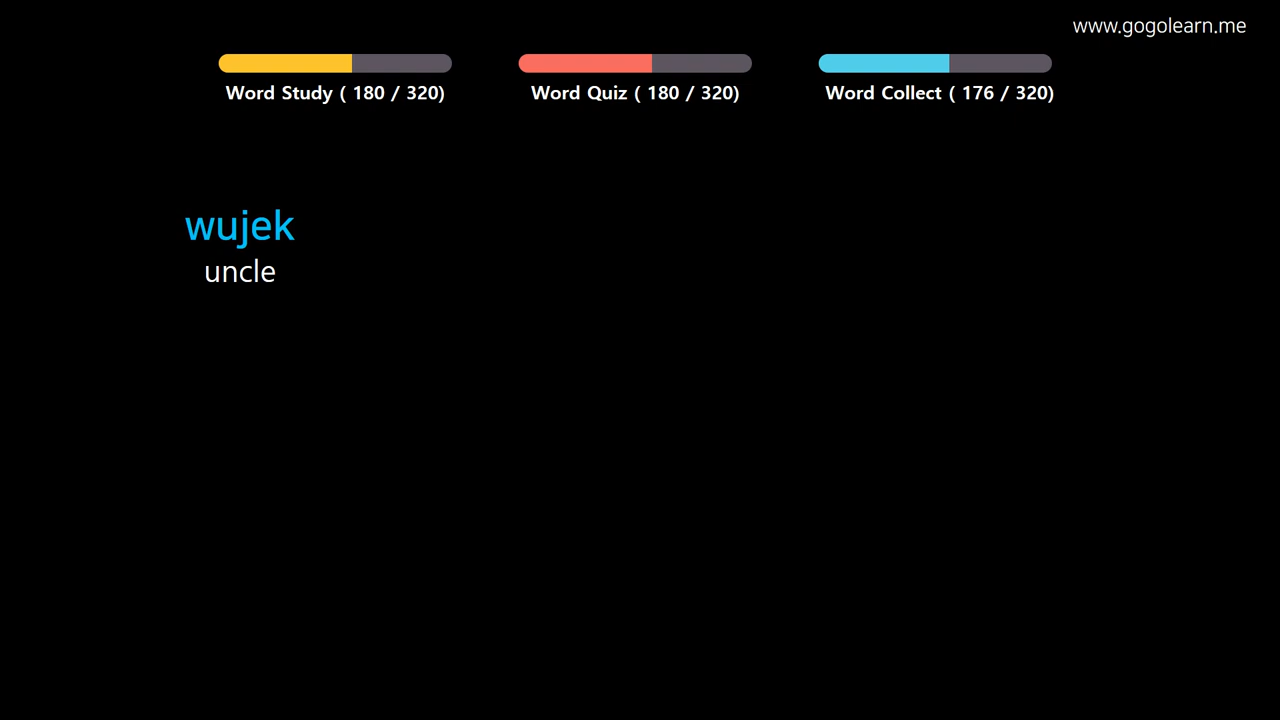 www.gogolearn.me
Word Study ( 180 / 320)
Word Quiz ( 180 / 320)
Word Collect ( 176 / 320)
wujek
uncle